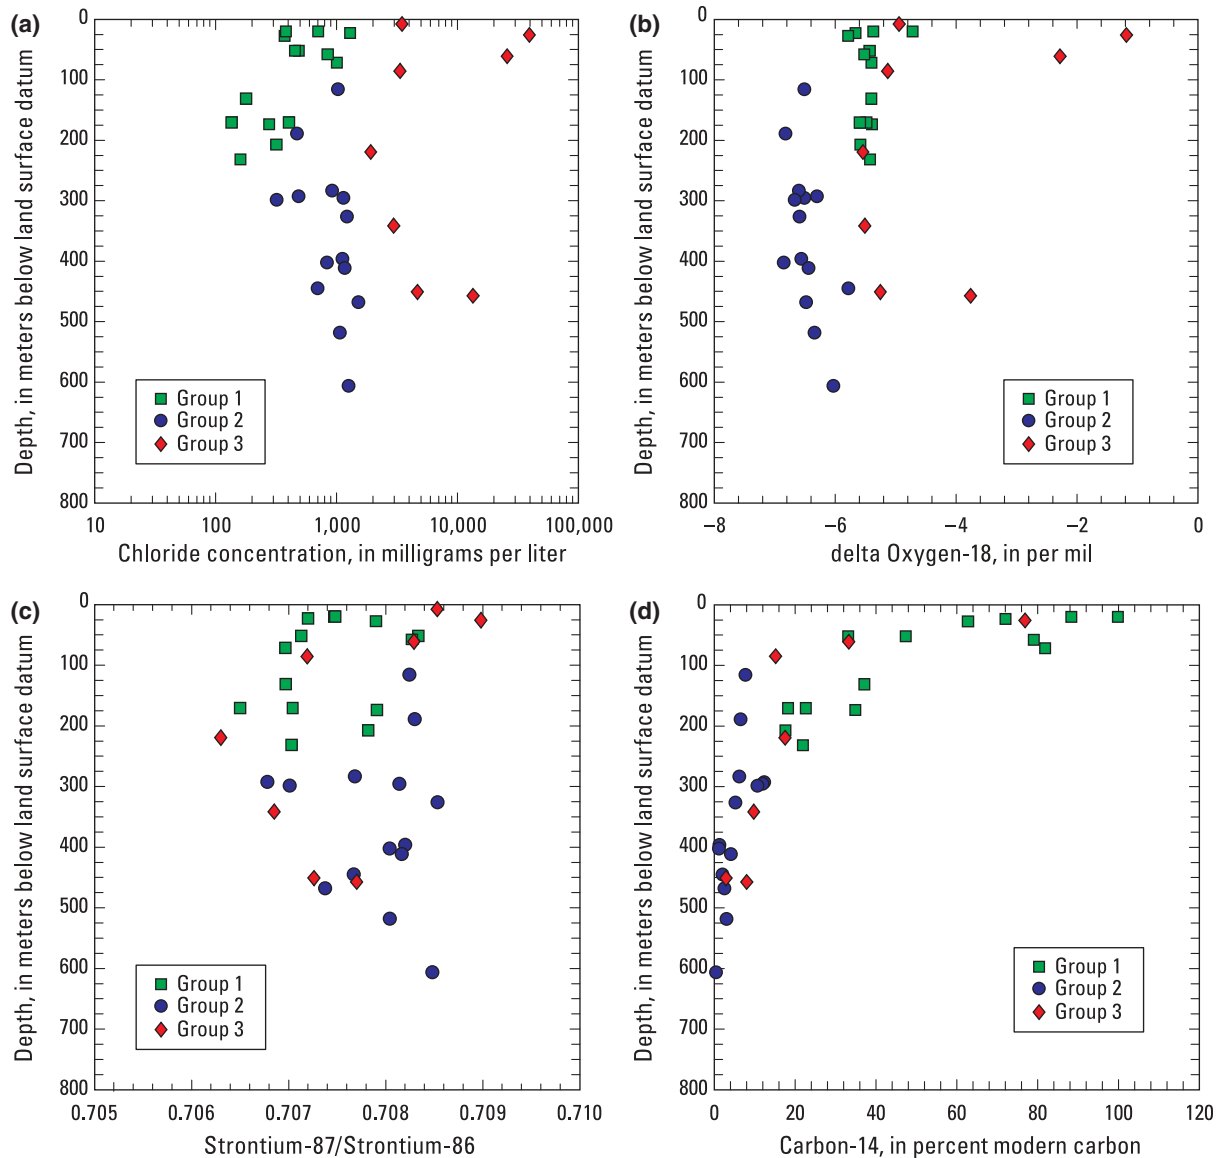 (a)
Depth, in meters below land surface datum
0
100
200
300
400
500
600
700
800
Group 1
Group 2
Group 3
10 100 1,000 10,000 100,000
Chloride concentration, in milligrams per liter
(b)
Depth, in meters below land surface datum
0
100
200
300
400
500
600
700
800
Group 1
Group 2
Group 3
−8 −6 −4 −2 0
delta Oxygen-18, in per mil
(c)
Depth, in meters below land surface datum
0
100
200
300
400
500
600
700
800
Group 1
Group 2
Group 3
0.705 0.706 0.707 0.708 0.709 0.710
Strontium-87/Strontium-86
(d)
Depth, in meters below land surface datum
0
100
200
300
400
500
600
700
800
Group 1
Group 2
Group 3
0 20 40 60 80 100 120
Carbon-14, in percent modern carbon